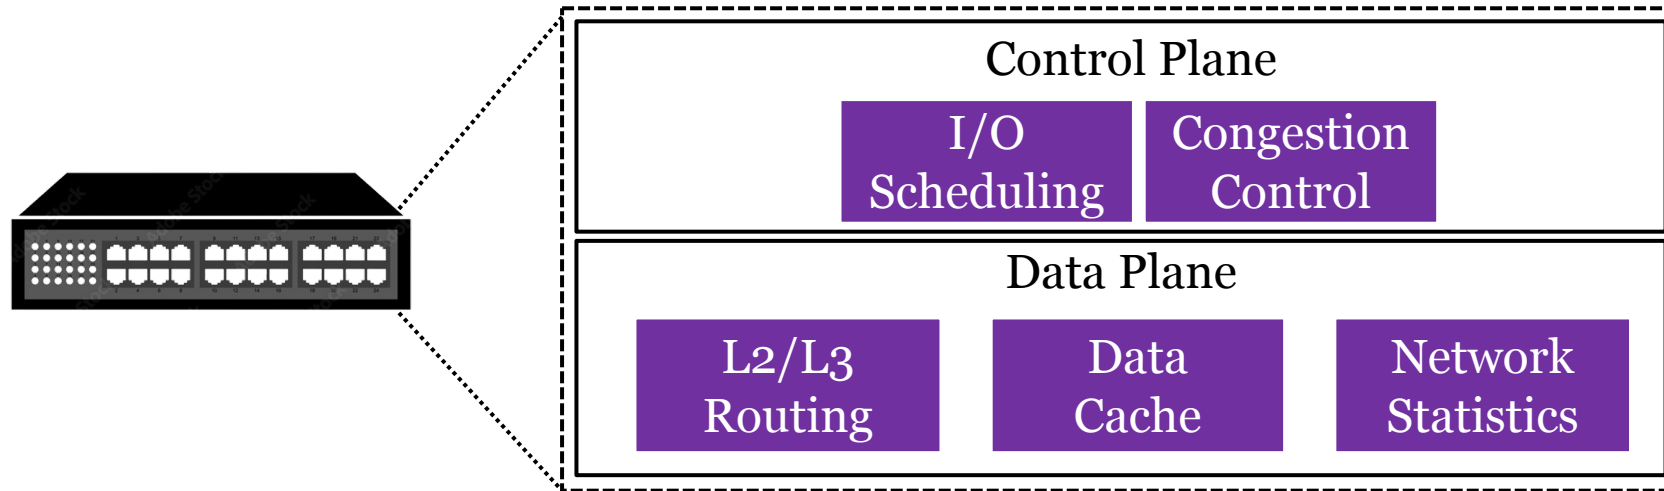 Control Plane
I/O
Scheduling
Congestion
Control
Data Plane
L2/L3
Routing
Data
Cache
Network
Statistics